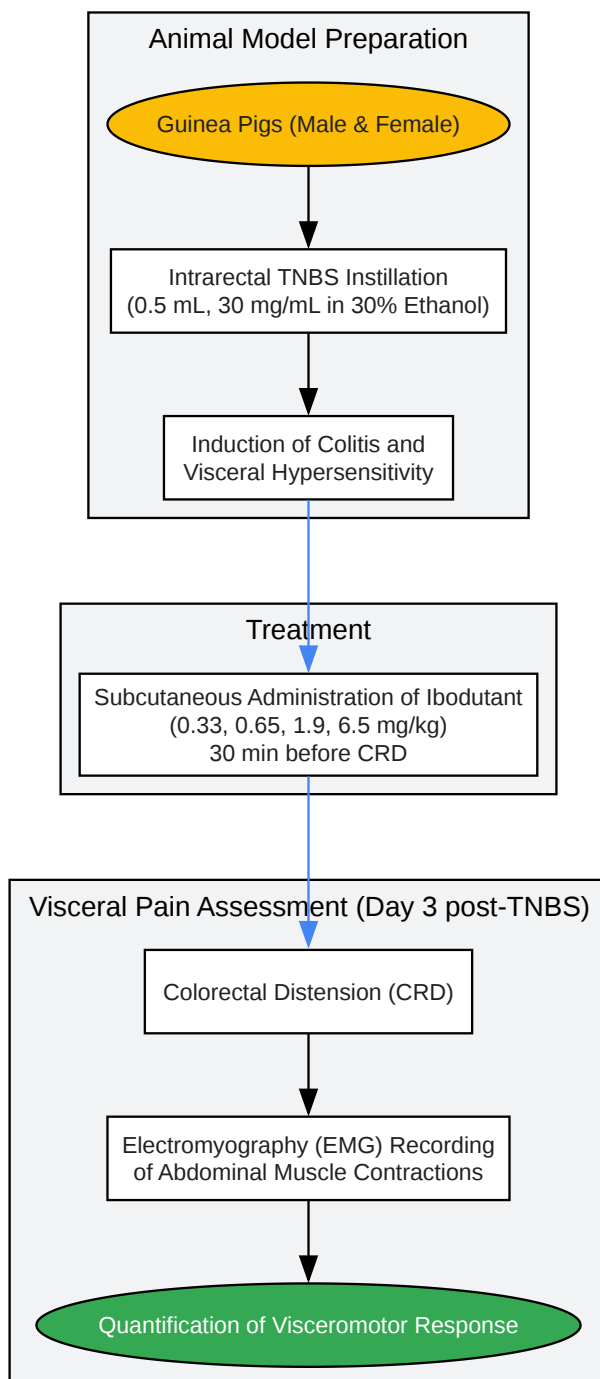 Animal Model Preparation
Guinea Pigs (Male & Female)
Intrarectal TNBS Instillation
(0.5 mL, 30 mg/mL in 30% Ethanol)
Induction of Colitis and
Visceral Hypersensitivity
Treatment
Subcutaneous Administration of Ibodutant
(0.33, 0.65, 1.9, 6.5 mg/kg)
30 min before CRD
Visceral Pain Assessment (Day 3 post-TNBS)
Colorectal Distension (CRD)
Electromyography (EMG) Recording
of Abdominal Muscle Contractions
Quantification of Visceromotor Response